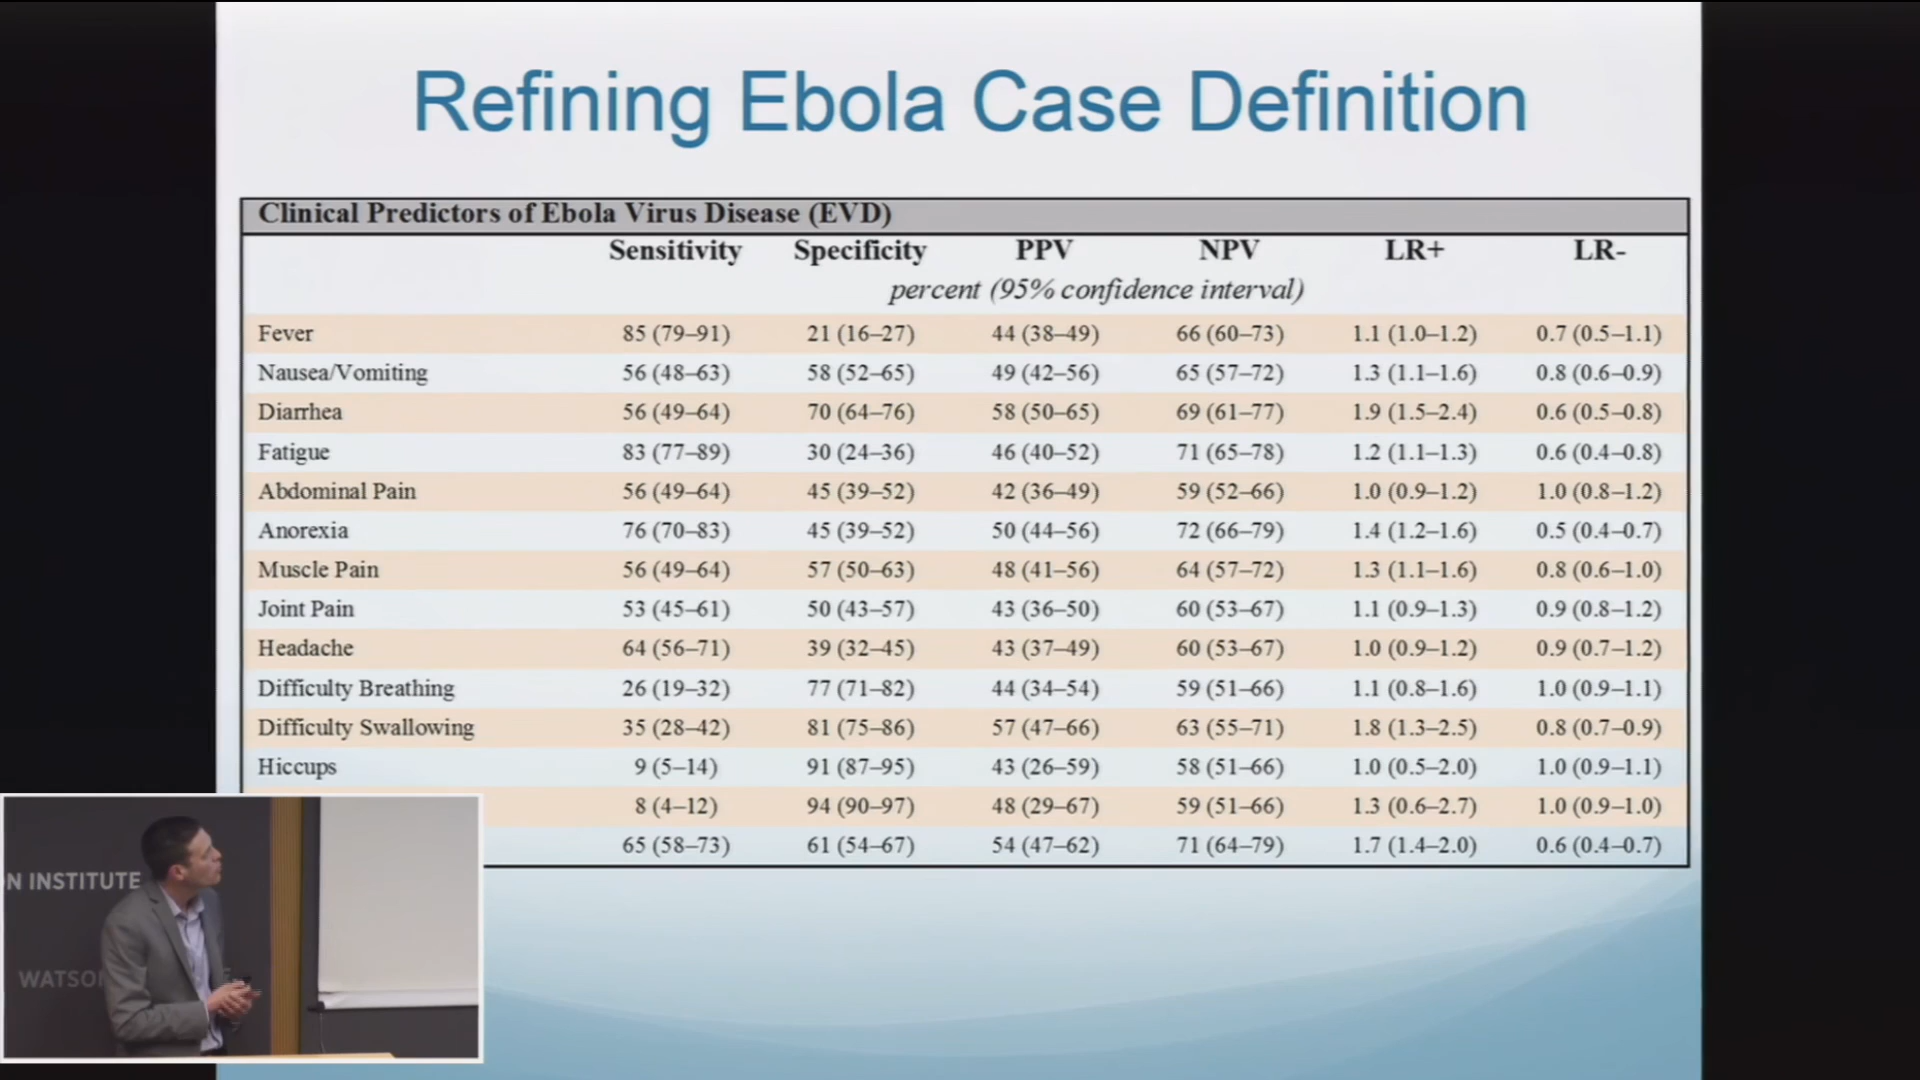 Refining Ebola Case Definition
Clinical Predictors of Ebola Virus Disease (EVD)
Sensitivity Specificity PPV NPV LR+ LR-
percent (95% confidence interval)
Fever 85 (79–91) 21 (16–27) 44 (38–49) 66 (60–73) 1.1 (1.0–1.2) 0.7 (0.5–1.1)
Nausea/Vomiting 56 (48–63) 58 (52–65) 49 (42–56) 65 (57–72) 1.3 (1.1–1.6) 0.8 (0.6–0.9)
Diarrhea 56 (49–64) 70 (64–76) 58 (50–65) 69 (61–77) 1.9 (1.5–2.4) 0.6 (0.5–0.8)
Fatigue 83 (77–89) 30 (24–36) 46 (40–52) 71 (65–78) 1.2 (1.1–1.3) 0.6 (0.4–0.8)
Abdominal Pain 56 (49–64) 45 (39–52) 42 (36–49) 59 (52–66) 1.0 (0.9–1.2) 1.0 (0.8–1.2)
Anorexia 76 (70–83) 45 (39–52) 50 (44–56) 72 (66–79) 1.4 (1.2–1.6) 0.5 (0.4–0.7)
Muscle Pain 56 (49–64) 57 (50–63) 48 (41–56) 64 (57–72) 1.3 (1.1–1.6) 0.8 (0.6–1.0)
Joint Pain 53 (45–61) 50 (43–57) 43 (36–50) 60 (53–67) 1.1 (0.9–1.3) 0.9 (0.8–1.2)
Headache 64 (56–71) 39 (32–45) 43 (37–49) 60 (53–67) 1.0 (0.9–1.2) 0.9 (0.7–1.2)
Difficulty Breathing 26 (19–32) 77 (71–82) 44 (34–54) 59 (51–66) 1.1 (0.8–1.6) 1.0 (0.9–1.1)
Difficulty Swallowing 35 (28–42) 81 (75–86) 57 (47–66) 63 (55–71) 1.8 (1.3–2.5) 0.8 (0.7–0.9)
Hiccups 9 (5–14) 91 (87–95) 43 (26–59) 58 (51–66) 1.0 (0.5–2.0) 1.0 (0.9–1.1)
8 (4–12) 94 (90–97) 48 (29–67) 59 (51–66) 1.3 (0.6–2.7) 1.0 (0.9–1.0)
65 (58–73) 61 (54–67) 54 (47–62) 71 (64–79) 1.7 (1.4–2.0) 0.6 (0.4–0.7)
N INSTITUTE
WATSO